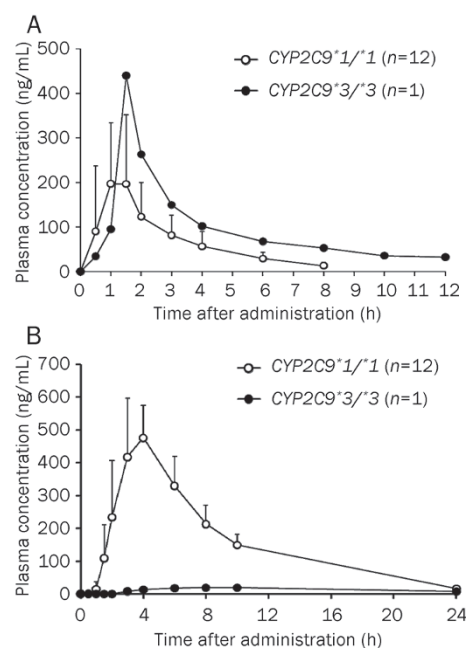 A
500
400
300
200
100
0
Plasma concentration (ng/mL)
CYP2C9*1/*1 (n=12)
CYP2C9*3/*3 (n=1)
0 1 2 3 4 5 6 7 8 9 10 11 12
Time after administration (h)
B
700
600
500
400
300
200
100
0
Plasma concentration (ng/mL)
CYP2C9*1/*1 (n=12)
CYP2C9*3/*3 (n=1)
0 4 8 12 16 20 24
Time after administration (h)